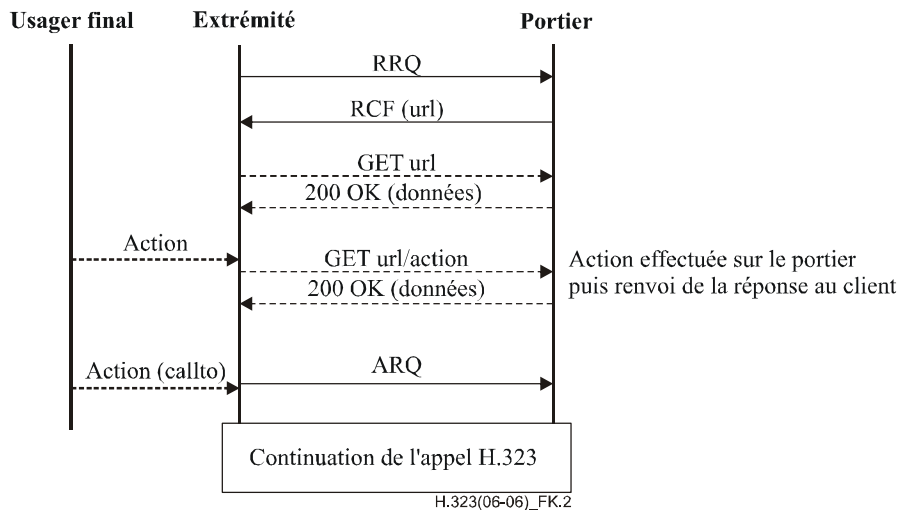 Usager final
Extrémité
Portier
RRQ
RCF (url)
GET url
200 OK (données)
Action
GET url/action
200 OK (données)
Action effectuée sur le portier
puis renvoi de la réponse au client
Action (callto)
ARQ
Continuation de l'appel H.323
H.323(06-06)_FK.2